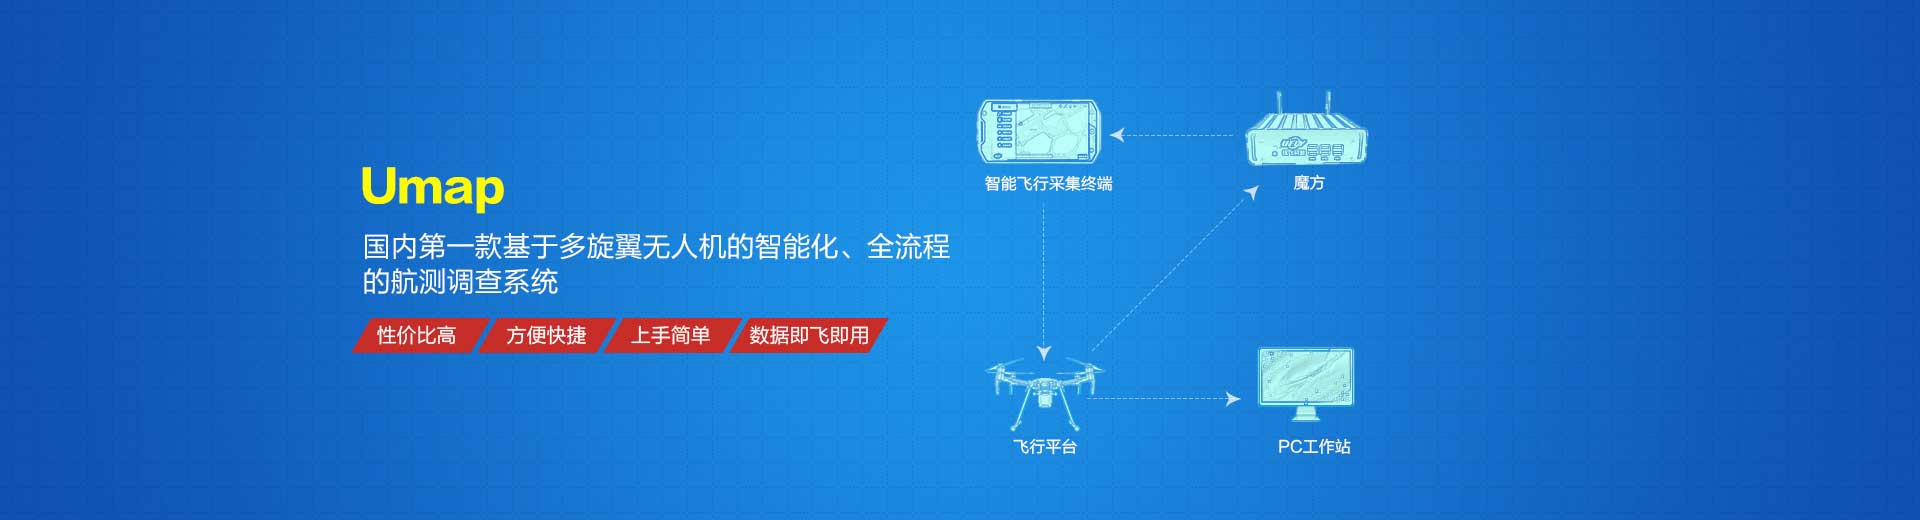 Umap
国内第一款基于多旋翼无人机的智能化、全流程
的航测调查系统
性价比高 方便快捷 上手简单 数据即飞即用
智能飞行采集终端
魔方
飞行平台
PC工作站